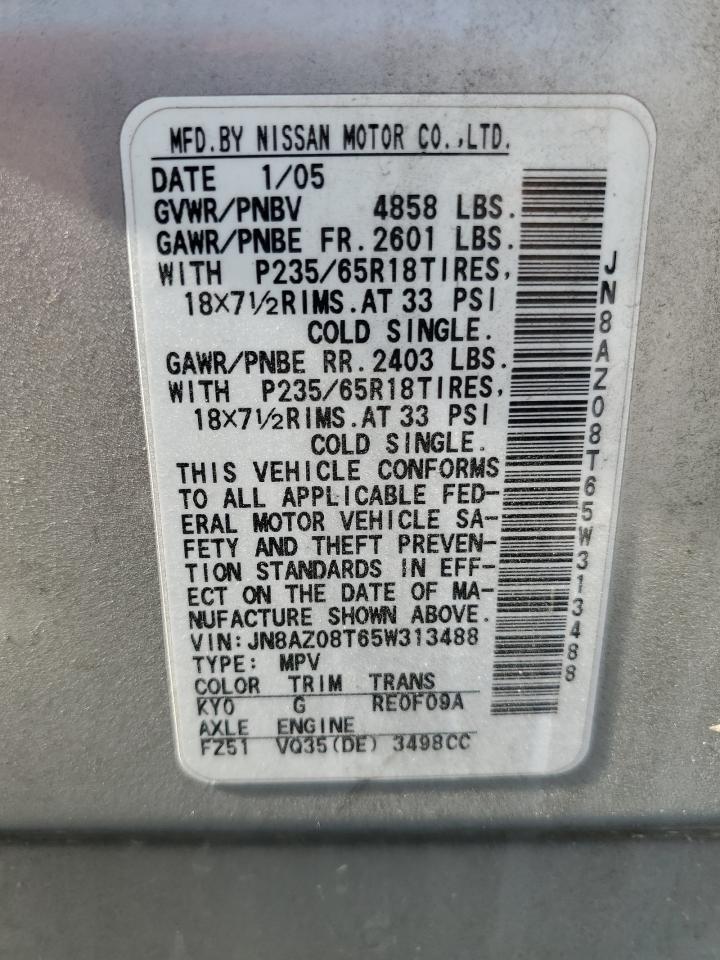 MFD.BY NISSAN MOTOR CO.,LTD.
DATE 1/05
GVWR/PNBV 4858 LBS.
GAWR/PNBE FR.2601 LBS.
WITH P235/65R18TIRES,
18X7½RIMS.AT 33 PSI
COLD SINGLE.
GAWR/PNBE RR.2403 LBS.
WITH P235/65R18TIRES,
18X7½RIMS.AT 33 PSI
COLD SINGLE.
THIS VEHICLE CONFORMS
TO ALL APPLICABLE FED-
ERAL MOTOR VEHICLE SA-
FETY AND THEFT PREVEN-
TION STANDARDS IN EFF-
ECT ON THE DATE OF MA-
NUFACTURE SHOWN ABOVE.
VIN:JN8AZ08T65W313488
TYPE: MPV
COLOR TRIM TRANS
KY0 G RE0F09A
AXLE ENGINE
FZ51 VQ35(DE) 3498CC
JN8AZ08T65W313488